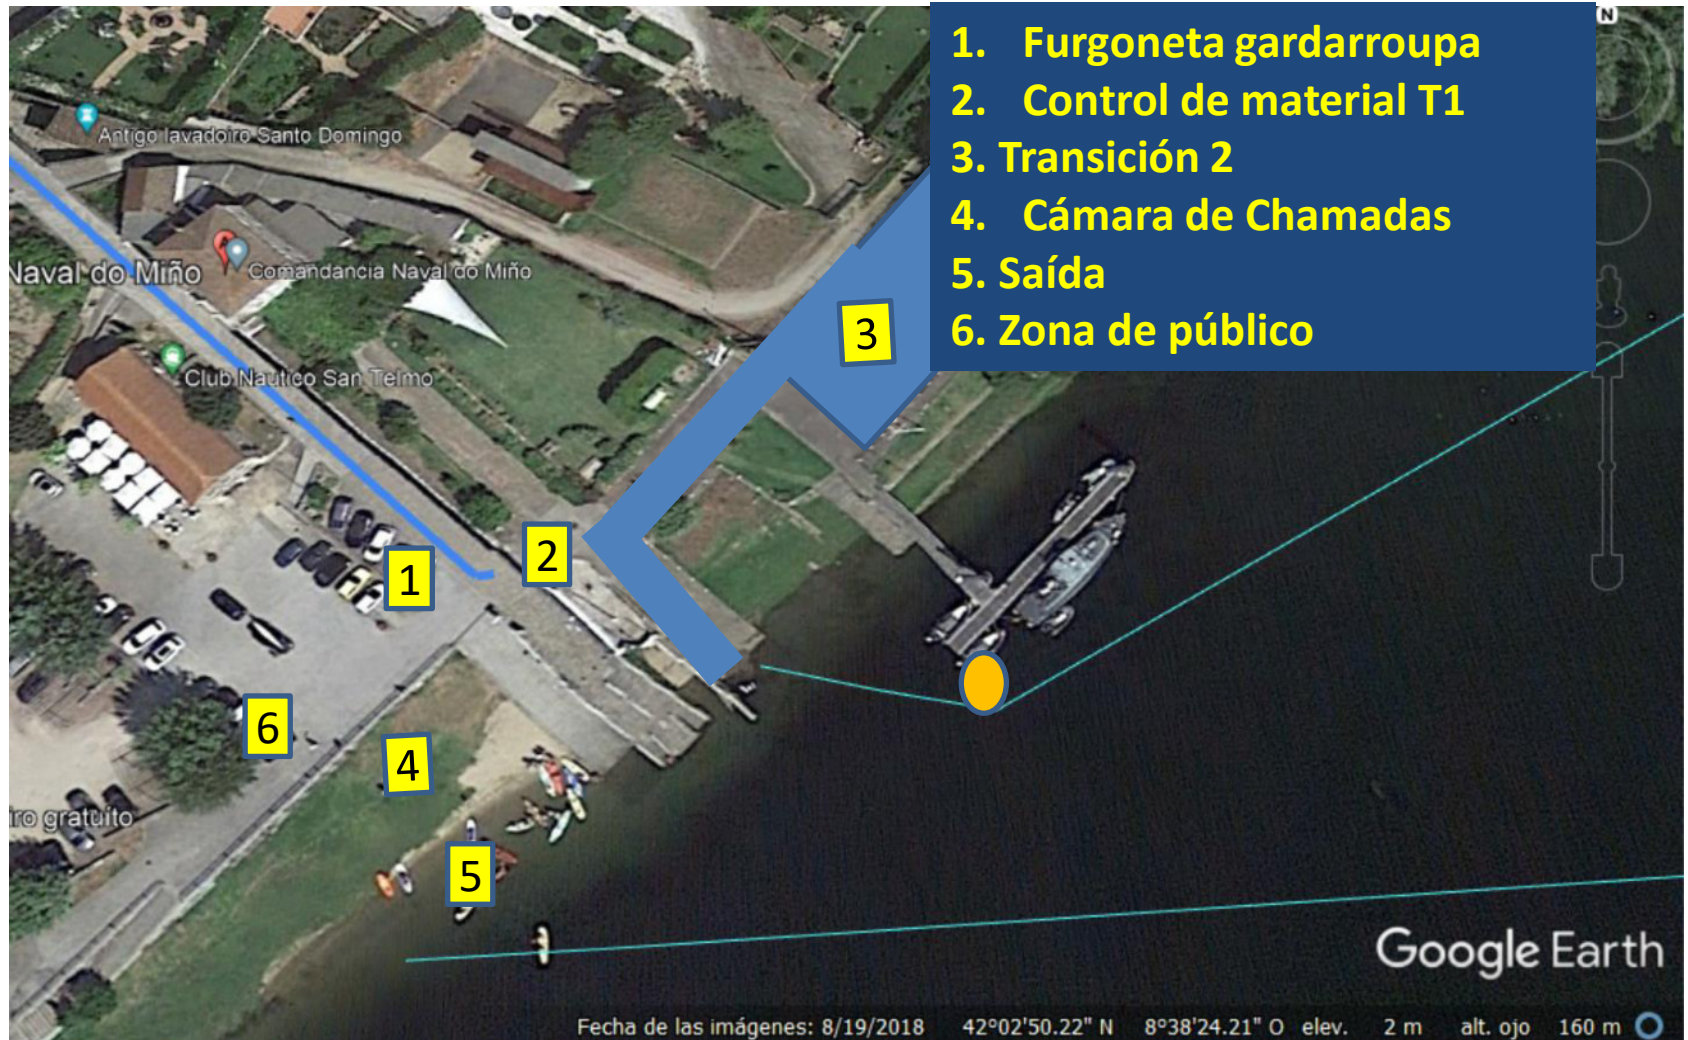 N
1. Furgoneta gardarroupa
2. Control de material T1
3. Transición 2
4. Cámara de Chamadas
5. Saída
6. Zona de público
Antigo lavadoiro Santo Domingo
Naval do Miño
Comandancia Naval do Miño
3
Club Nautico San Telmo
2
1
6
4
ro gratuíto
5
Google Earth
Fecha de las imágenes: 8/19/2018 42°02'50.22" N 8°38'24.21" O elev. 2 m alt. ojo 160 m